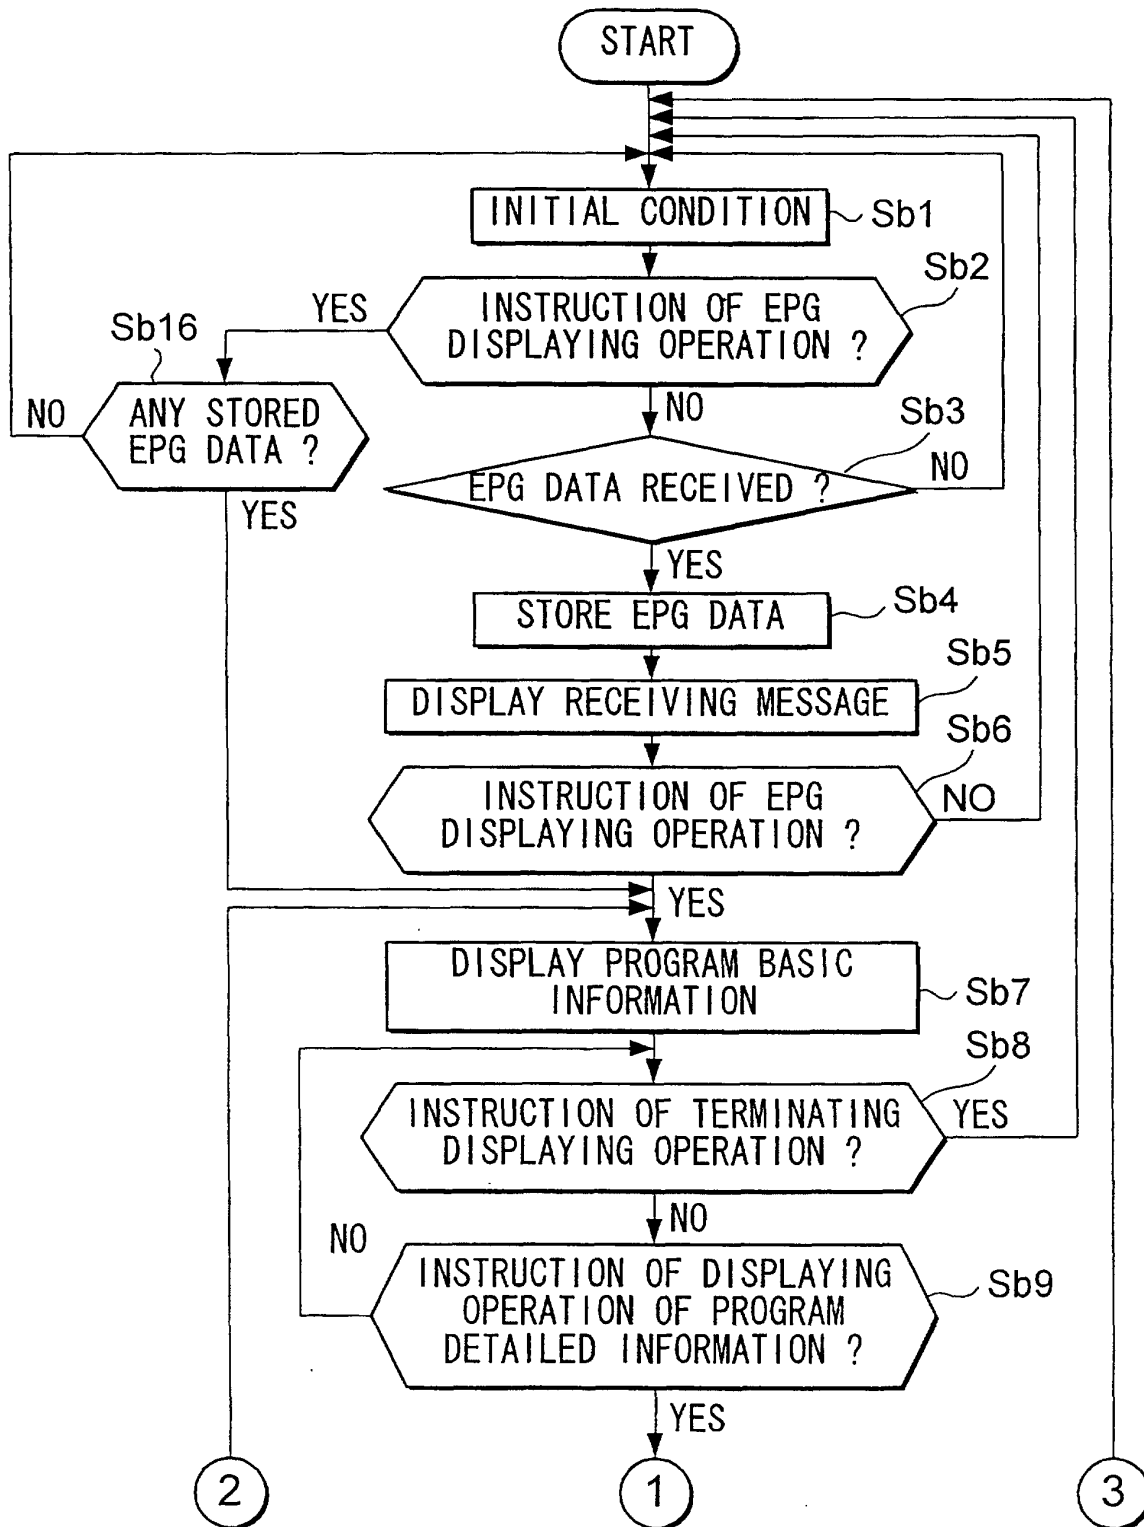 START
INITIAL CONDITION
Sb1
INSTRUCTION OF EPG
DISPLAYING OPERATION ?
Sb2
YES
NO
Sb16
ANY STORED
EPG DATA ?
NO
YES
EPG DATA RECEIVED ?
Sb3
NO
YES
STORE EPG DATA
Sb4
DISPLAY RECEIVING MESSAGE
Sb5
INSTRUCTION OF EPG
DISPLAYING OPERATION ?
Sb6
NO
YES
DISPLAY PROGRAM BASIC
INFORMATION
Sb7
INSTRUCTION OF TERMINATING
DISPLAYING OPERATION ?
Sb8
YES
NO
INSTRUCTION OF DISPLAYING
OPERATION OF PROGRAM
DETAILED INFORMATION ?
Sb9
NO
YES
2
1
3